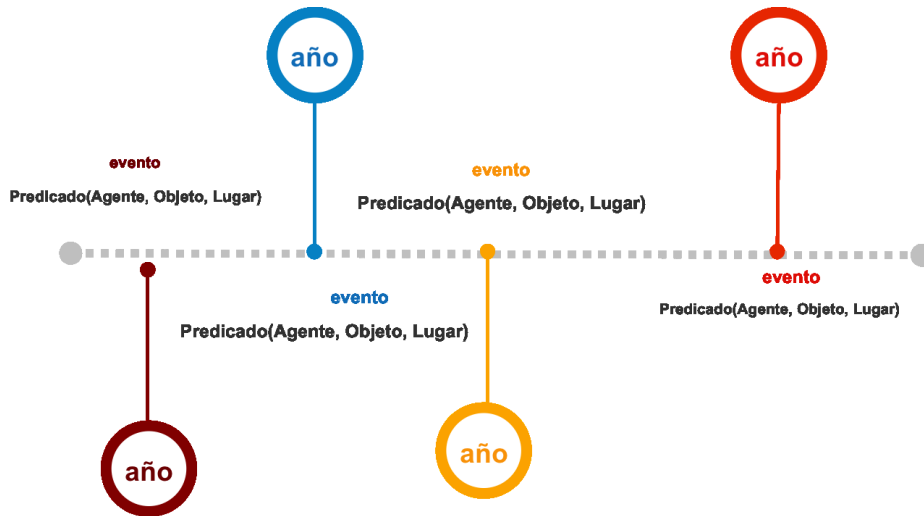 año
año
evento
Predicado(Agente, Objeto, Lugar)
evento
Predicado(Agente, Objeto, Lugar)
evento
Predicado(Agente, Objeto, Lugar)
evento
Predicado(Agente, Objeto, Lugar)
año
año